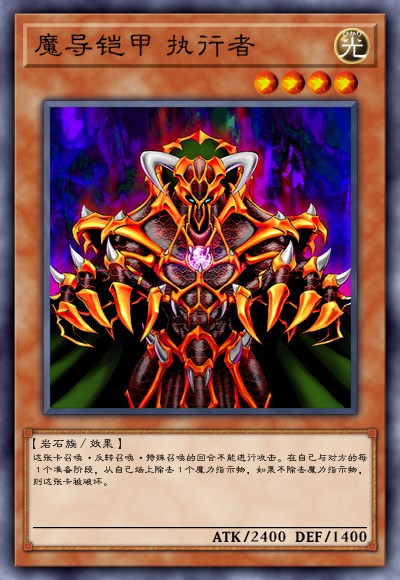 魔导铠甲 执行者
ひかり
光
【岩石族／效果】
这张卡召唤·反转召唤·特殊召唤的回合不能进行攻击。在自己与对方的每
1个准备阶段，从自己场上除去1个魔力指示物，如果不除去魔力指示物，
则这张卡被破坏。
ATK/2400 DEF/1400